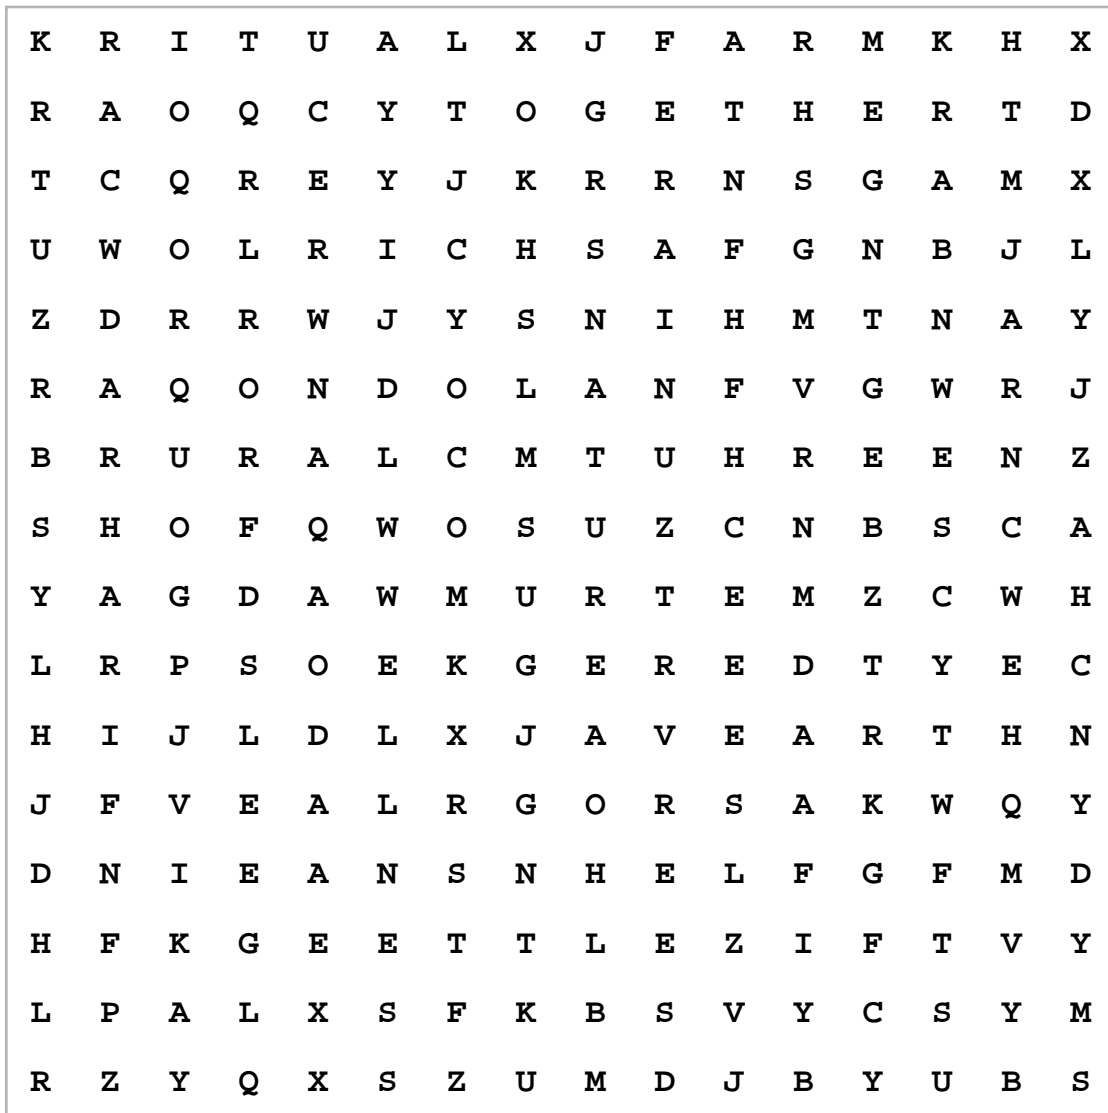 K R I T U A L X J F A R M K H X
R A O Q C Y T O G E T H E R T D
T C Q R E Y J K R R N S G A M X
U W O L R I C H S A F G N B J L
Z D R R W J Y S N I H M T N A Y
R A Q O N D O L A N F V G W R J
B R U R A L C M T U H R E E N Z
S H O F Q W O S U Z C N B S C A
Y A G D A W M U R T E M Z C W H
L R P S O E K G E R E D T Y E C
H I J L D L X J A V E A R T H N
J F V E A L R G O R S A K W Q Y
D N I E A N S N H E L F G F M D
H F K G E E T T L E Z I F T V Y
L P A L X S F K B S V Y C S Y M
R Z Y Q X S Z U M D J B Y U B S